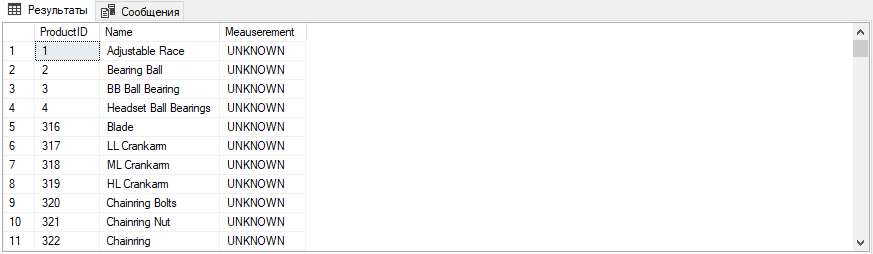 Результаты Сообщения
ProductID Name Meauserement
1 1 Adjustable Race UNKNOWN
2 2 Bearing Ball UNKNOWN
3 3 BB Ball Bearing UNKNOWN
4 4 Headset Ball Bearings UNKNOWN
5 316 Blade UNKNOWN
6 317 LL Crankarm UNKNOWN
7 318 ML Crankarm UNKNOWN
8 319 HL Crankarm UNKNOWN
9 320 Chainring Bolts UNKNOWN
10 321 Chainring Nut UNKNOWN
11 322 Chainring UNKNOWN